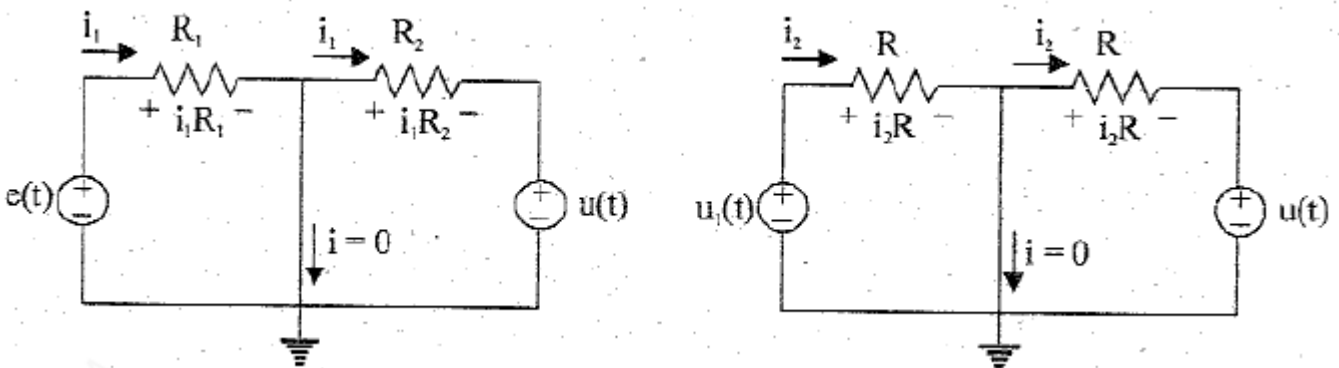 i₁ R₁ i₁ R₂
+ i₁R₁ − + i₁R₂ −
e(t) + − + − u(t)
i = 0
i₂ R i₂ R
+ i₂R − + i₂R −
u₁(t) + − + − u(t)
i = 0